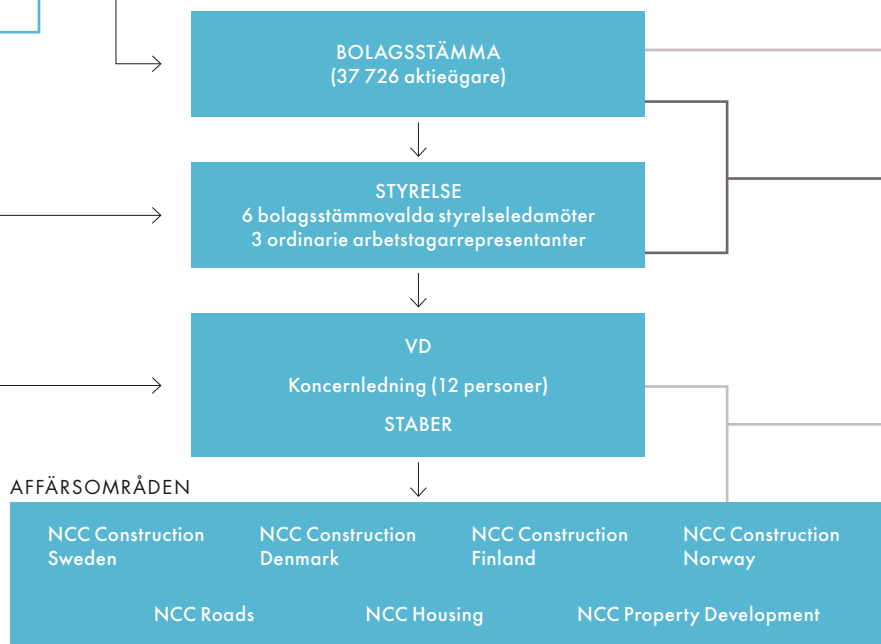 BOLAGSSTÄMMA
(37 726 aktieägare)
STYRELSE
6 bolagsstämmovalda styrelseledamöter
3 ordinarie arbetstagarrepresentanter
VD
Koncernledning (12 personer)
STABER
AFFÄRSOMRÅDEN
NCC Construction Sweden
NCC Construction Denmark
NCC Construction Finland
NCC Construction Norway
NCC Roads
NCC Housing
NCC Property Development